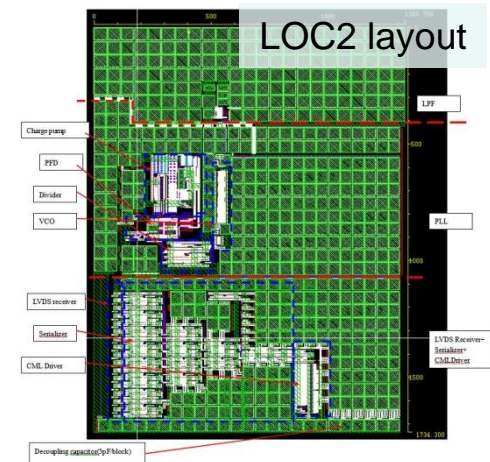 LOC2 layout
0
500
LPF
500
Charge pump
PFD
Divider
VCO
PLL
1000
LVDS receiver
Serializer
CML Driver
LVDS Receiver+
Serializer+
CMLDriver
1500
1734.300
Decoupling capacitor(5pF/block)